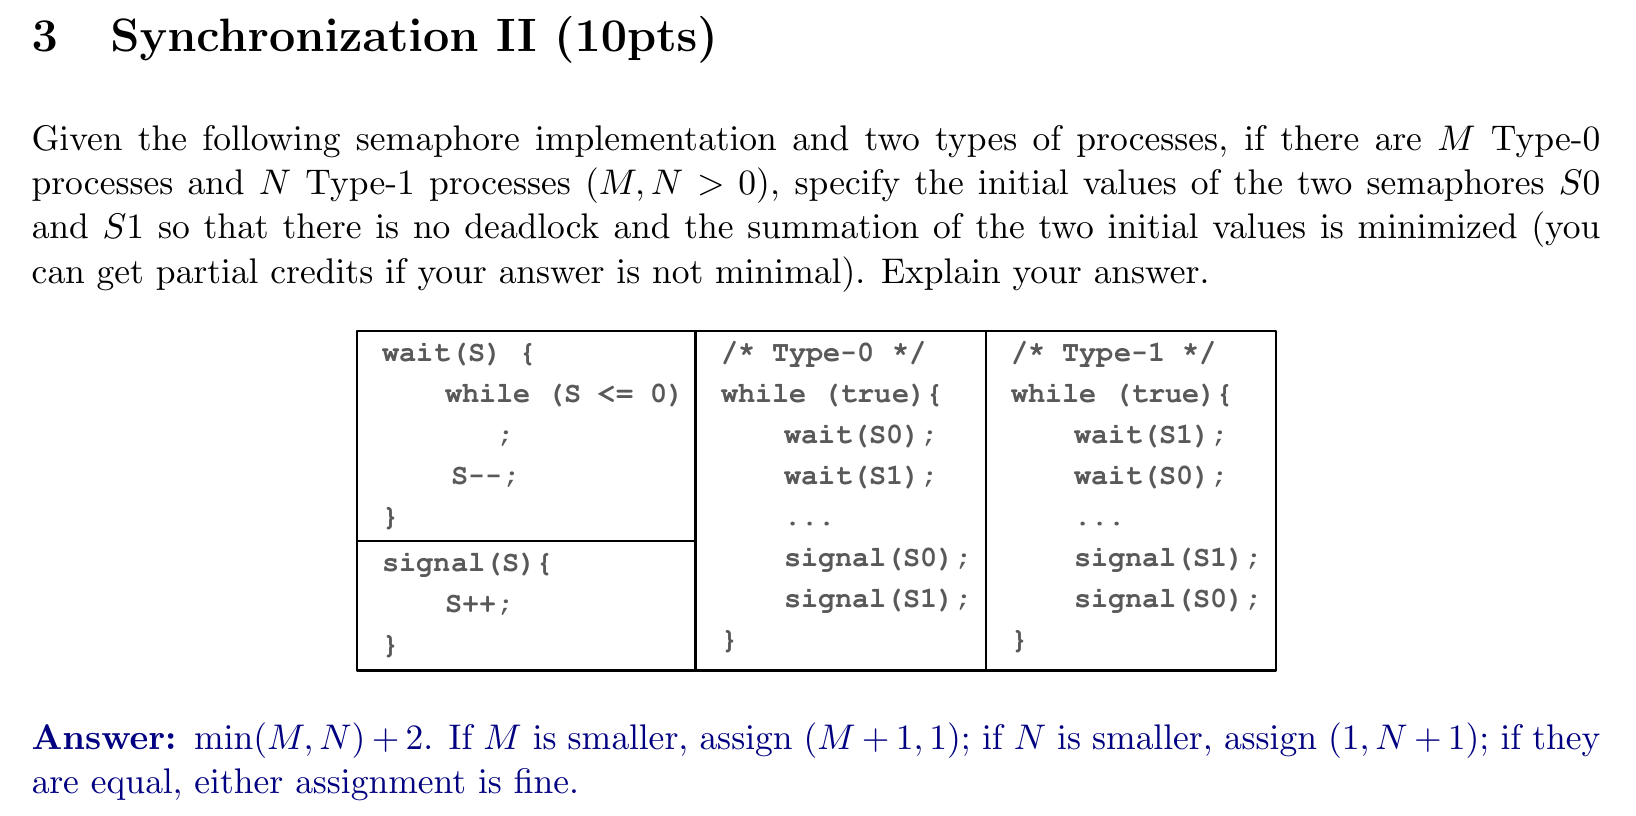 3 Synchronization II (10pts)
Given the following semaphore implementation and two types of processes, if there are M Type-0
processes and N Type-1 processes (M, N > 0), specify the initial values of the two semaphores S0
and S1 so that there is no deadlock and the summation of the two initial values is minimized (you
can get partial credits if your answer is not minimal). Explain your answer.
wait(S) {
while (S <= 0)
;
S--;
}
signal(S){
S++;
}
/* Type-0 */
while (true){
wait(S0);
wait(S1);
...
signal(S0);
signal(S1);
}
/* Type-1 */
while (true){
wait(S1);
wait(S0);
...
signal(S1);
signal(S0);
}
Answer: min(M, N) + 2. If M is smaller, assign (M + 1, 1); if N is smaller, assign (1, N + 1); if they
are equal, either assignment is fine.